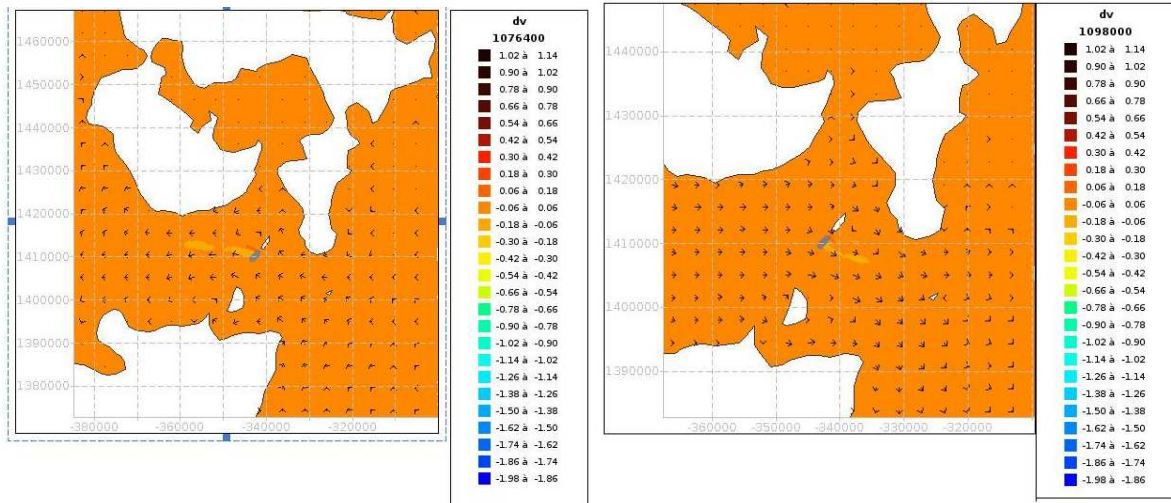 1460000
1450000
1440000
1430000
1420000
1410000
1400000
1390000
1380000
-380000
-360000
-340000
-320000
dv
1076400
1.02 à 1.14
0.90 à 1.02
0.78 à 0.90
0.66 à 0.78
0.54 à 0.66
0.42 à 0.54
0.30 à 0.42
0.18 à 0.30
0.06 à 0.18
-0.06 à 0.06
-0.18 à -0.06
-0.30 à -0.18
-0.42 à -0.30
-0.54 à -0.42
-0.66 à -0.54
-0.78 à -0.66
-0.90 à -0.78
-1.02 à -0.90
-1.14 à -1.02
-1.26 à -1.14
-1.38 à -1.26
-1.50 à -1.38
-1.62 à -1.50
-1.74 à -1.62
-1.86 à -1.74
-1.98 à -1.86
1440000
1430000
1420000
1410000
1400000
1390000
-360000
-350000
-340000
-330000
-320000
dv
1098000
1.02 à 1.14
0.90 à 1.02
0.78 à 0.90
0.66 à 0.78
0.54 à 0.66
0.42 à 0.54
0.30 à 0.42
0.18 à 0.30
0.06 à 0.18
-0.06 à 0.06
-0.18 à -0.06
-0.30 à -0.18
-0.42 à -0.30
-0.54 à -0.42
-0.66 à -0.54
-0.78 à -0.66
-0.90 à -0.78
-1.02 à -0.90
-1.14 à -1.02
-1.26 à -1.14
-1.38 à -1.26
-1.50 à -1.38
-1.62 à -1.50
-1.74 à -1.62
-1.86 à -1.74
-1.98 à -1.86